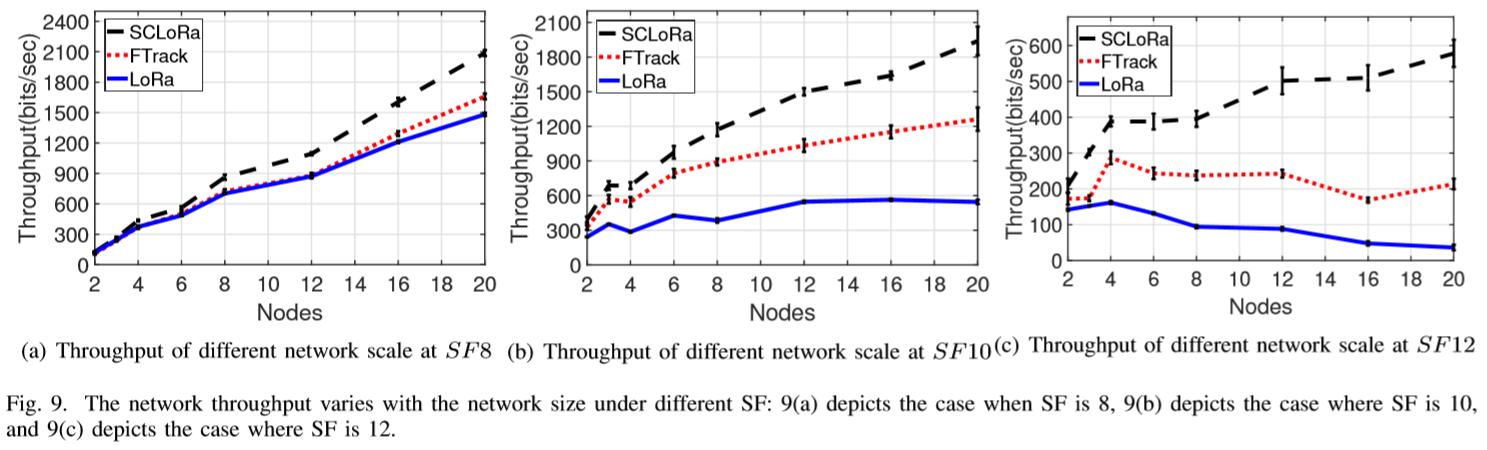 Throughput(bits/sec)
2400
2100
1800
1500
1200
900
600
300
0
SCLoRa
FTrack
LoRa
2 4 6 8 10 12 14 16 18 20
Nodes
(a) Throughput of different network scale at SF8
Throughput(bits/sec)
2100
1800
1500
1200
900
600
300
0
SCLoRa
FTrack
LoRa
2 4 6 8 10 12 14 16 18 20
Nodes
(b) Throughput of different network scale at SF10
Throughput(bits/sec)
600
500
400
300
200
100
0
SCLoRa
FTrack
LoRa
2 4 6 8 10 12 14 16 18 20
Nodes
(c) Throughput of different network scale at SF12
Fig. 9. The network throughput varies with the network size under different SF: 9(a) depicts the case when SF is 8, 9(b) depicts the case where SF is 10,
and 9(c) depicts the case where SF is 12.